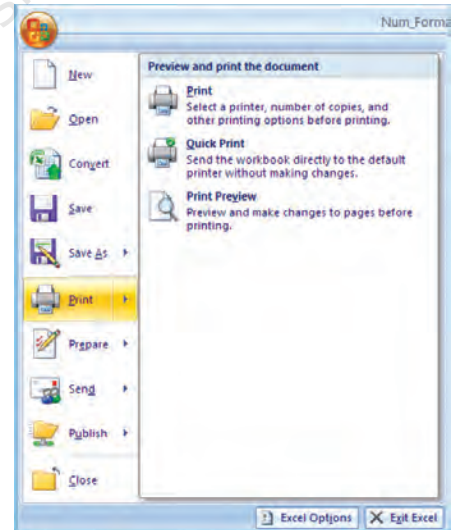 Num_Forma
New
Open
Convert
Save
Save As
Print
Prepare
Send
Publish
Close
Preview and print the document
Print
Select a printer, number of copies, and
other printing options before printing.
Quick Print
Send the workbook directly to the default
printer without making changes.
Print Preview
Preview and make changes to pages before
printing.
Excel Options
Exit Excel